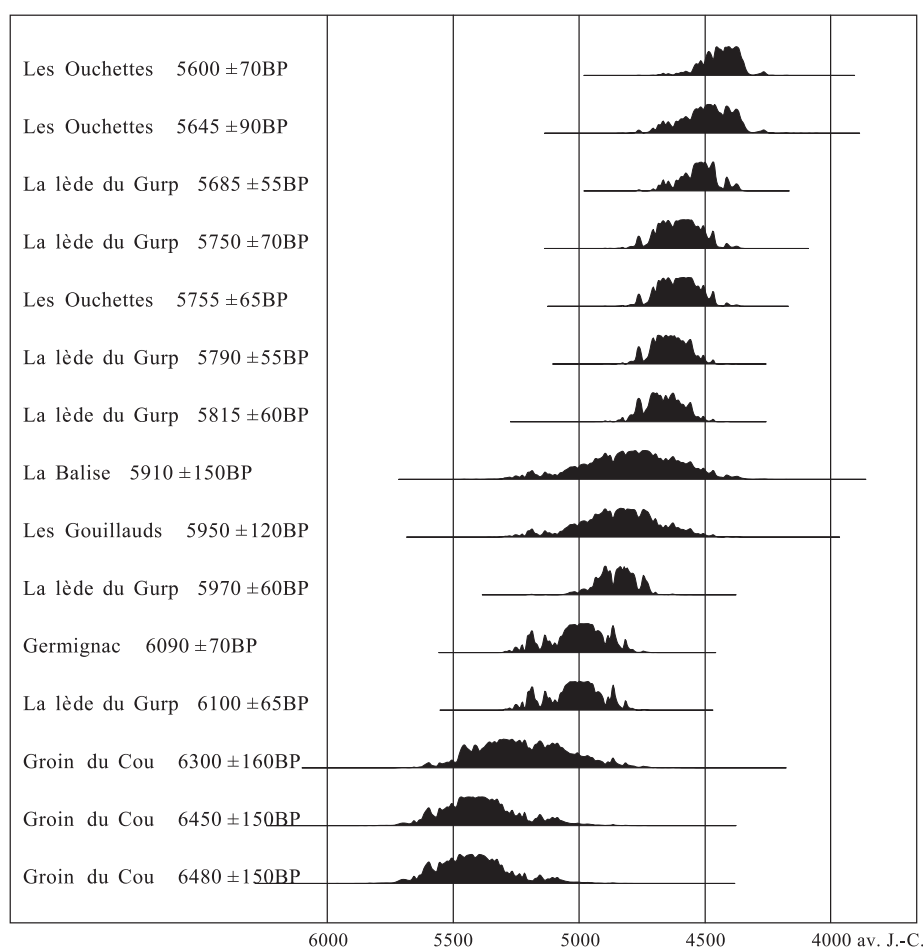 Les Ouchettes 5600 ±70BP
Les Ouchettes 5645 ±90BP
La lède du Gurp 5685 ±55BP
La lède du Gurp 5750 ±70BP
Les Ouchettes 5755 ±65BP
La lède du Gurp 5790 ±55BP
La lède du Gurp 5815 ±60BP
La Balise 5910 ±150BP
Les Gouillauds 5950 ±120BP
La lède du Gurp 5970 ±60BP
Germignac 6090 ±70BP
La lède du Gurp 6100 ±65BP
Groin du Cou 6300 ±160BP
Groin du Cou 6450 ±150BP
Groin du Cou 6480 ±150BP
6000 5500 5000 4500 4000 av. J.-C.